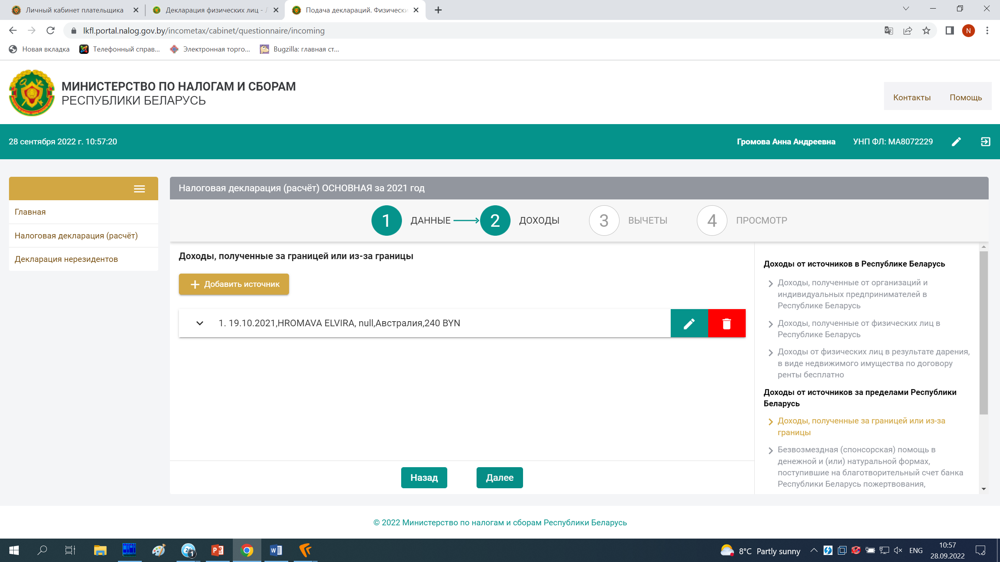 Личный кабинет плательщика
Декларация физических лиц -
Подача деклараций. Физически
lkfl.portal.nalog.gov.by/incometax/cabinet/questionnaire/incoming
N
Новая вкладка
Телефонный справ...
Электронная торго...
Bugzilla: главная ст...
МИНИСТЕРСТВО ПО НАЛОГАМ И СБОРАМ
РЕСПУБЛИКИ БЕЛАРУСЬ
Контакты
Помощь
28 сентября 2022 г. 10:57:20
Громова Анна Андреевна
УНП ФЛ: MA8072229
Главная
Налоговая декларация (расчёт)
Декларация нерезидентов
Налоговая декларация (расчёт) ОСНОВНАЯ за 2021 год
1 ДАННЫЕ
2 ДОХОДЫ
3 ВЫЧЕТЫ
4 ПРОСМОТР
Доходы, полученные за границей или из-за границы
Добавить источник
1. 19.10.2021,HROMAVA ELVIRA, null,Австралия,240 BYN
Назад
Далее
Доходы от источников в Республике Беларусь
Доходы, полученные от организаций и
индивидуальных предпринимателей в
Республике Беларусь
Доходы, полученные от физических лиц в
Республике Беларусь
Доходы от физических лиц в результате дарения,
в виде недвижимого имущества по договору
ренты бесплатно
Доходы от источников за пределами Республики
Беларусь
Доходы, полученные за границей или из-за
границы
Безвозмездная (спонсорская) помощь в
денежной и (или) натуральной формах,
поступившие на благотворительный счет банка
Республики Беларусь пожертвования,
© 2022 Министерство по налогам и сборам Республики Беларусь
24
1
8°C Partly sunny
ENG
10:57
28.09.2022